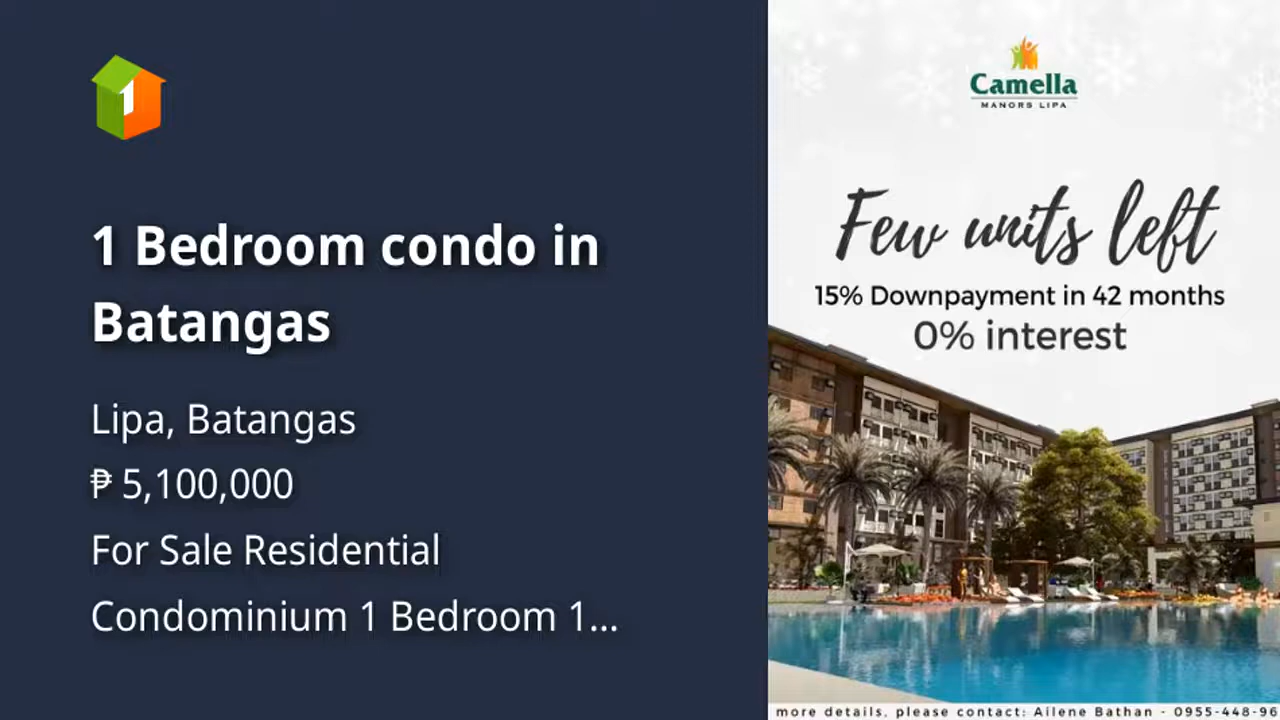 1 Bedroom condo in
Batangas
Lipa, Batangas
₱ 5,100,000
For Sale Residential
Condominium 1 Bedroom 1...
Camella
MANORS LIPA
Few units left
15% Downpayment in 42 months
0% interest
more details, please contact: Ailene Bathan - 0955-448-96